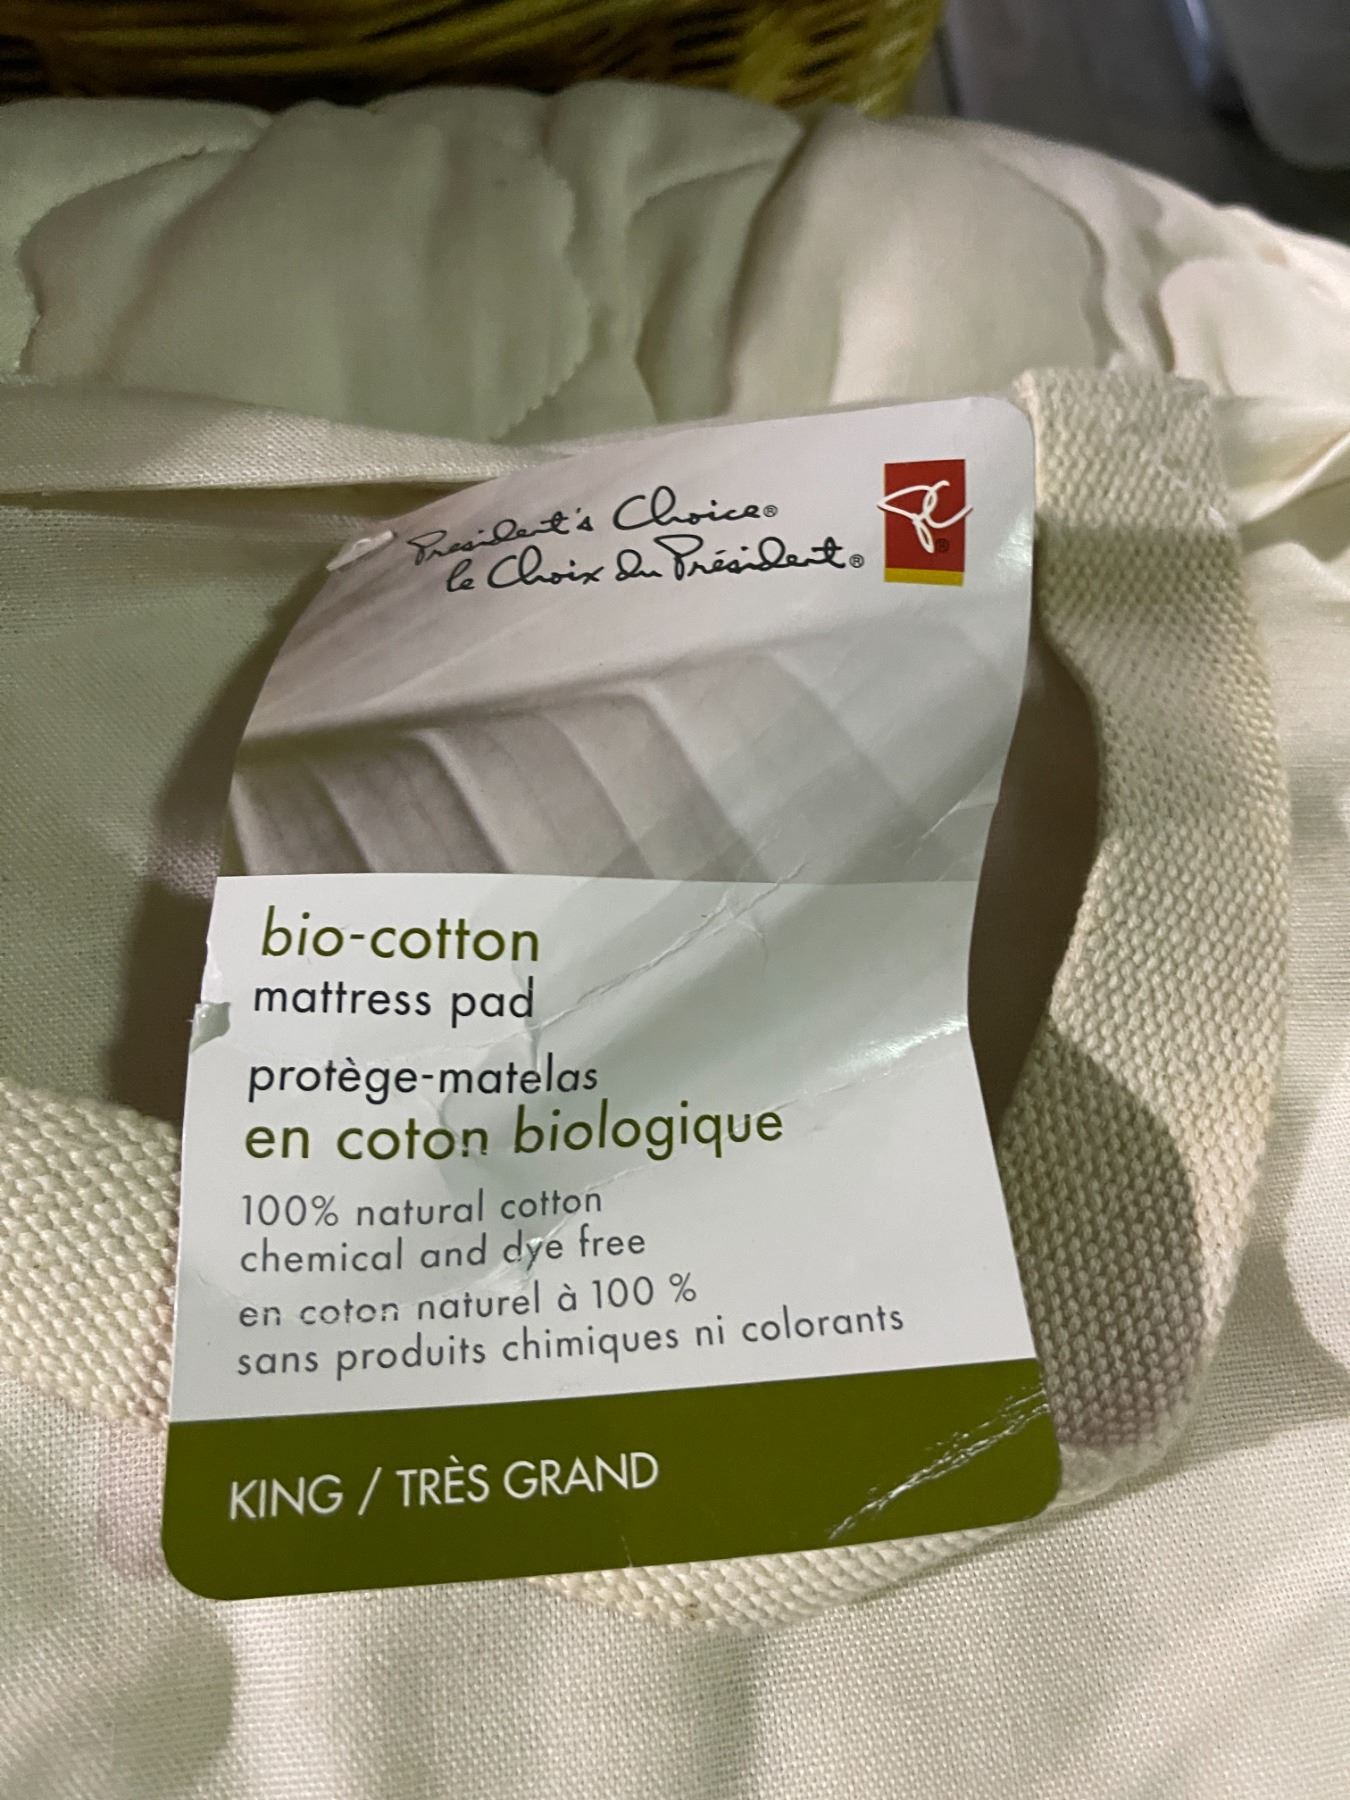 President's Choice®
le Choix du Président®
PC®
bio-cotton
mattress pad
protège-matelas
en coton biologique
100% natural cotton
chemical and dye free
en coton naturel à 100 %
sans produits chimiques ni colorants
KING / TRÈS GRAND